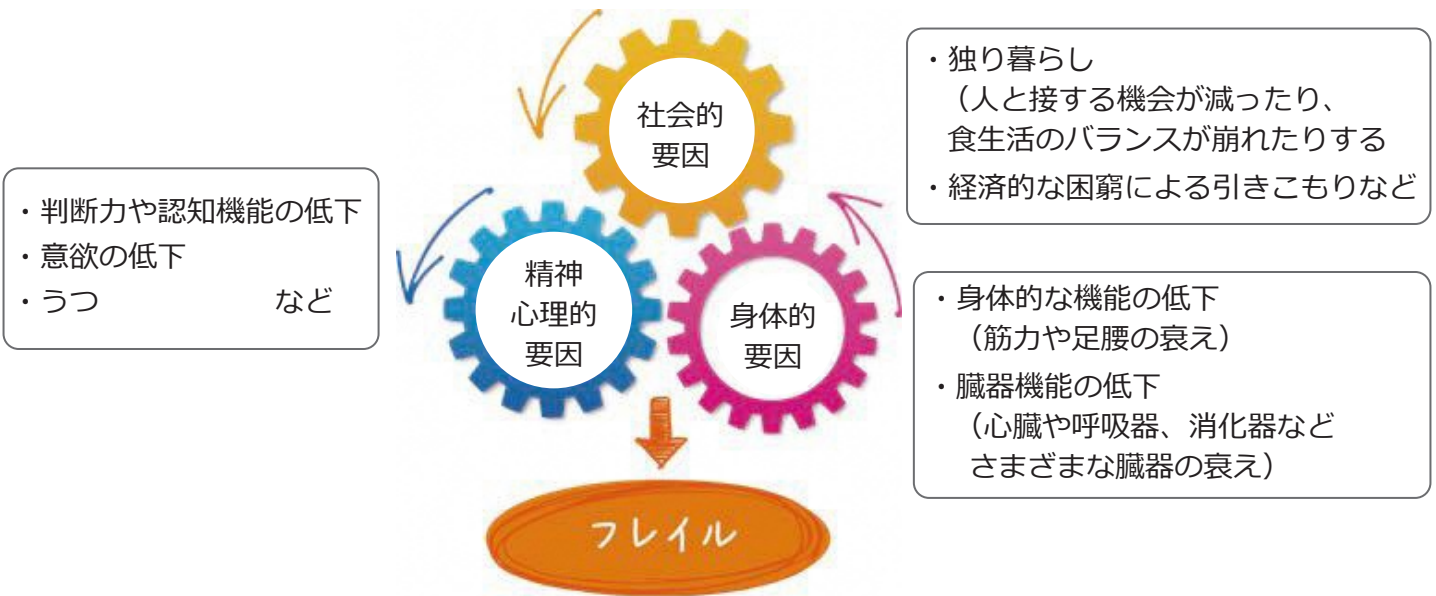 社会的
要因
・独り暮らし
（人と接する機会が減ったり、
食生活のバランスが崩れたりする
・経済的な困窮による引きこもりなど
・判断力や認知機能の低下
・意欲の低下
・うつ　　　　　　など
精神
心理的
要因
身体的
要因
・身体的な機能の低下
（筋力や足腰の衰え）
・臓器機能の低下
（心臓や呼吸器、消化器など
さまざまな臓器の衰え）
フレイル